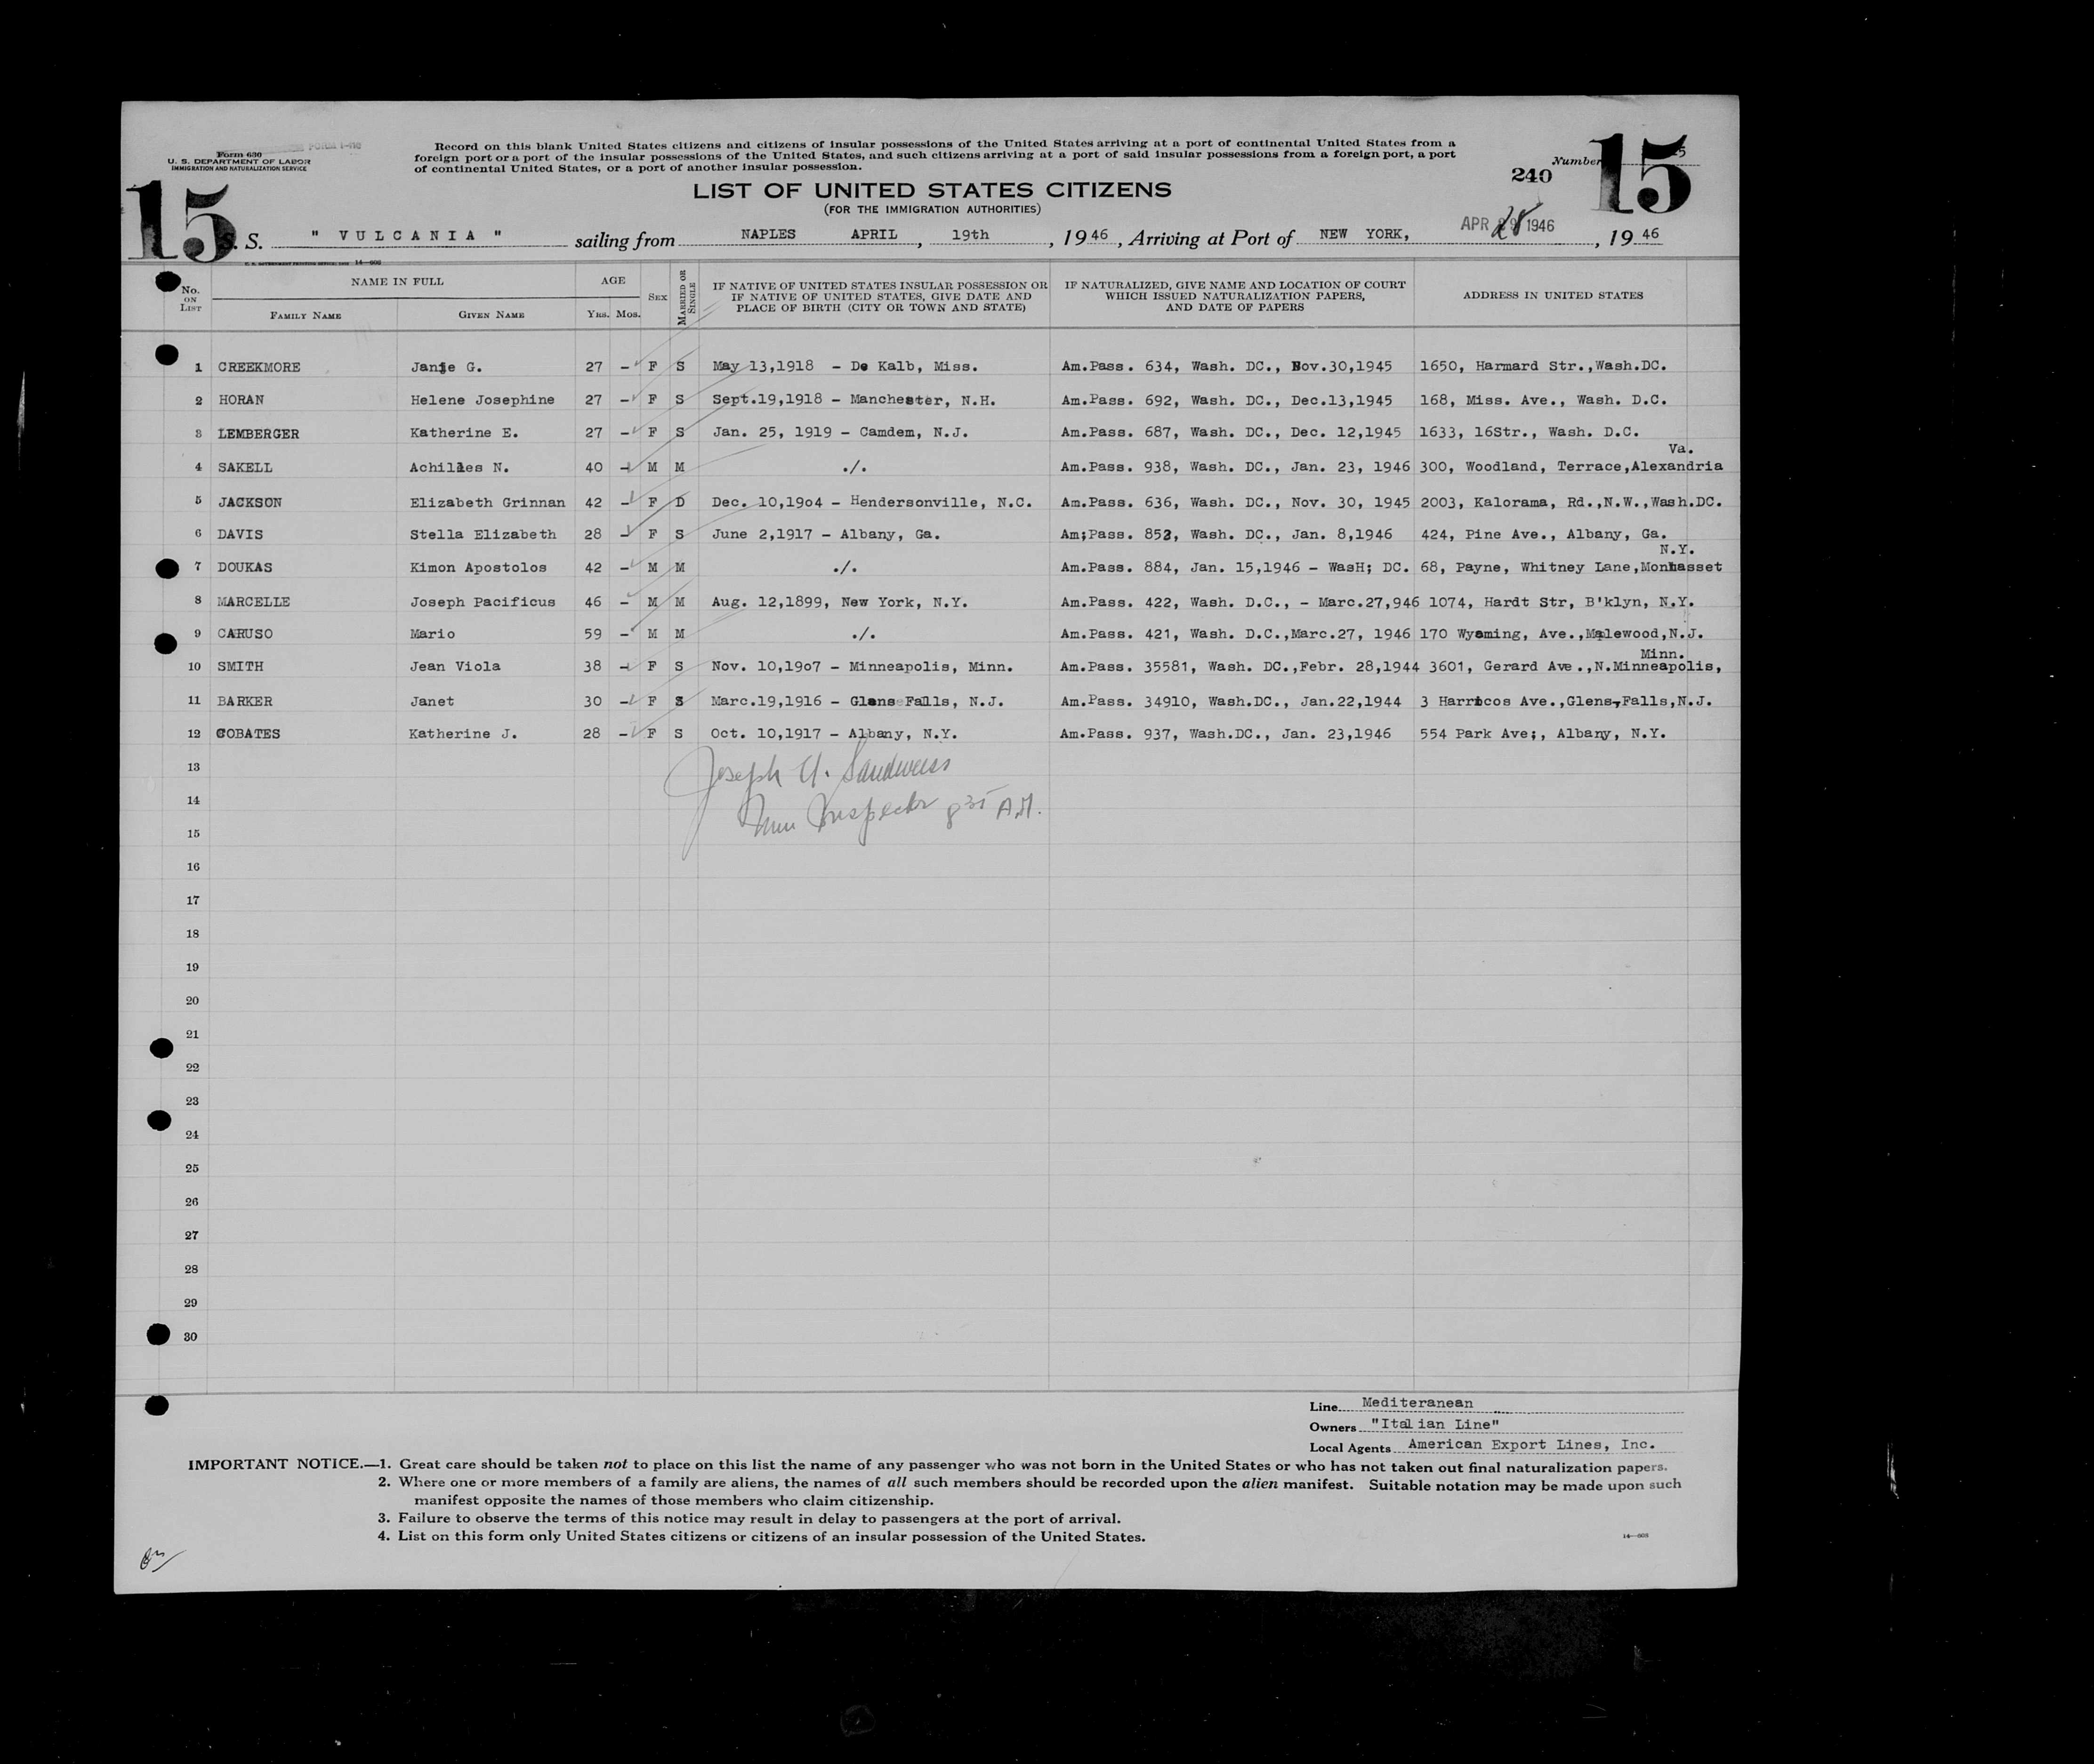 Form 630
U. S. DEPARTMENT OF LABOR
IMMIGRATION AND NATURALIZATION SERVICE
Record on this blank United States citizens and citizens of insular possessions of the United States arriving at a port of continental United States from a
foreign port or a port of the insular possessions of the United States, and such citizens arriving at a port of said insular possessions from a foreign port, a port
of continental United States, or a port of another insular possession.
Number 15
240
15
LIST OF UNITED STATES CITIZENS
(FOR THE IMMIGRATION AUTHORITIES)
S. S. " VULCANIA " sailing from NAPLES APRIL , 19th , 19 46 , Arriving at Port of NEW YORK, APR 28 1946 , 19 46
No. ON LIST
NAME IN FULL
FAMILY NAME GIVEN NAME
AGE
YRS. MOS.
SEX
MARRIED OR SINGLE
IF NATIVE OF UNITED STATES INSULAR POSSESSION OR
IF NATIVE OF UNITED STATES, GIVE DATE AND
PLACE OF BIRTH (CITY OR TOWN AND STATE)
IF NATURALIZED, GIVE NAME AND LOCATION OF COURT
WHICH ISSUED NATURALIZATION PAPERS,
AND DATE OF PAPERS
ADDRESS IN UNITED STATES
1 CREEKMORE Janie G. 27 - F S May 13,1918 - De Kalb, Miss. Am.Pass. 634, Wash. DC., Nov.30,1945 1650, Harmard Str.,Wash.DC.
2 HORAN Helene Josephine 27 - F S Sept.19,1918 - Manchester, N.H. Am.Pass. 692, Wash. DC., Dec.13,1945 168, Miss. Ave., Wash. D.C.
3 LEMBERGER Katherine E. 27 - F S Jan. 25, 1919 - Camdem, N.J. Am.Pass. 687, Wash. DC., Dec. 12,1945 1633, 16Str., Wash. D.C.
4 SAKELL Achilles N. 40 - M M ./. Am.Pass. 938, Wash. DC., Jan. 23, 1946 300, Woodland, Terrace,Alexandria Va.
5 JACKSON Elizabeth Grinnan 42 - F D Dec. 10,19o4 - Hendersonville, N.C. Am.Pass. 636, Wash. DC., Nov. 30, 1945 2003, Kalorama, Rd.,N.W.,Wash.DC.
6 DAVIS Stella Elizabeth 28 - F S June 2,1917 - Albany, Ga. Am;Pass. 852, Wash. DC., Jan. 8,1946 424, Pine Ave., Albany, Ga.
7 DOUKAS Kimon Apostolos 42 - M M ./. Am.Pass. 884, Jan. 15,1946 - WasH; DC. 68, Payne, Whitney Lane,Monhasset N.Y.
8 MARCELLE Joseph Pacificus 46 - M M Aug. 12,1899, New York, N.Y. Am.Pass. 422, Wash. D.C., - Marc.27,946 1074, Hardt Str, B'klyn, N.Y.
9 CARUSO Mario 59 - M M ./. Am.Pass. 421, Wash. D.C.,Marc.27, 1946 170 Wyoming, Ave.,Maplewood,N.J.
10 SMITH Jean Viola 38 - F S Nov. 10,19o7 - Minneapolis, Minn. Am.Pass. 35581, Wash. DC.,Febr. 28,1944 3601, Gerard Ave.,N.Minneapolis, Minn.
11 BARKER Janet 30 - F S Marc.19,1916 - Glens Falls, N.J. Am.Pass. 34910, Wash.DC., Jan.22,1944 3 Harricos Ave.,Glens-Falls,N.J.
12 COBATES Katherine J. 28 - F S Oct. 10,1917 - Albany, N.Y. Am.Pass. 937, Wash.DC., Jan. 23,1946 554 Park Ave;, Albany, N.Y.
13
Joseph A. Sandweiss
14
Imm Inspector 8 35 A.M.
15
16
17
18
19
20
21
22
23
24
25
26
27
28
29
30
Line Mediteranean
Owners "Italian Line"
Local Agents American Export Lines, Inc.
IMPORTANT NOTICE.—1. Great care should be taken not to place on this list the name of any passenger who was not born in the United States or who has not taken out final naturalization papers.
2. Where one or more members of a family are aliens, the names of all such members should be recorded upon the alien manifest. Suitable notation may be made upon such
manifest opposite the names of those members who claim citizenship.
3. Failure to observe the terms of this notice may result in delay to passengers at the port of arrival.
4. List on this form only United States citizens or citizens of an insular possession of the United States.